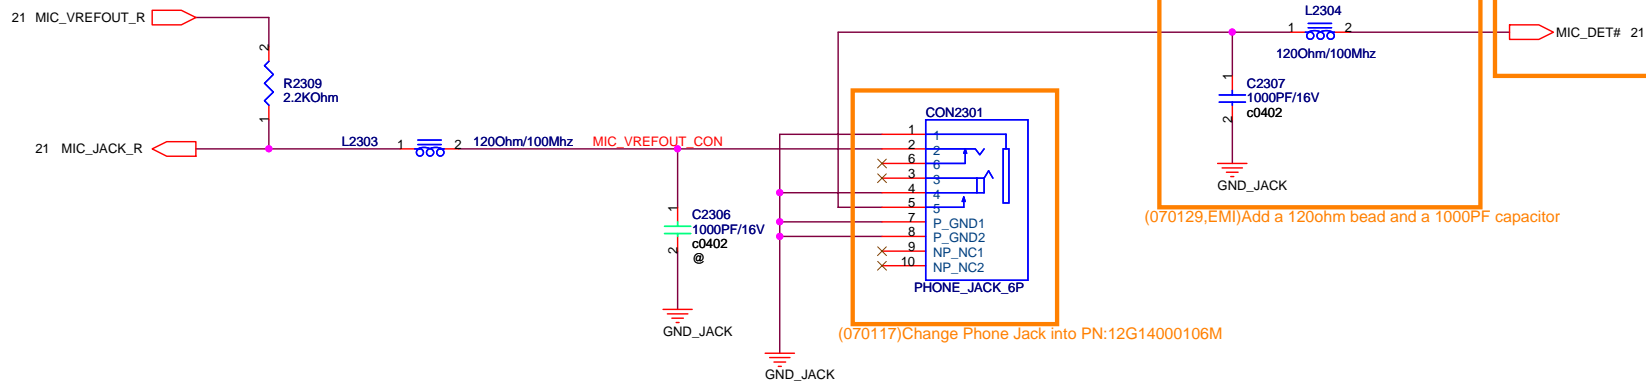 21 MIC_VREFOUT_R
2
R2309
2.2KOhm
1
21 MIC_JACK_R
L2303 1 2 120Ohm/100Mhz MIC_VREFOUT_CON
1
C2306
1000PF/16V
c0402
@
2
GND_JACK
GND_JACK
CON2301
1 1
2 2
6 6
3 3
4 4
5 5
7 P_GND1
8 P_GND2
9 NP_NC1
10 NP_NC2
PHONE_JACK_6P
(070117)Change Phone Jack into PN:12G14000106M
L2304
1 2
120Ohm/100Mhz
MIC_DET# 21
1
C2307
1000PF/16V
c0402
2
GND_JACK
(070129,EMI)Add a 120ohm bead and a 1000PF capacitor